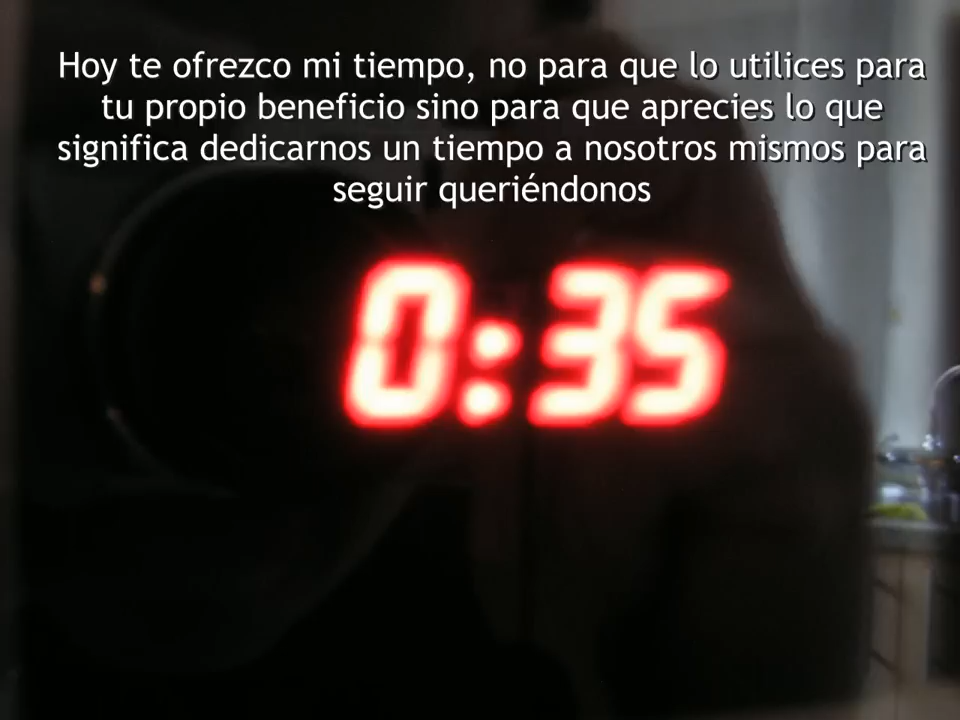 Hoy te ofrezco mi tiempo, no para que lo utilices para
tu propio beneficio sino para que aprecies lo que
significa dedicarnos un tiempo a nosotros mismos para
seguir queriéndonos
0:35